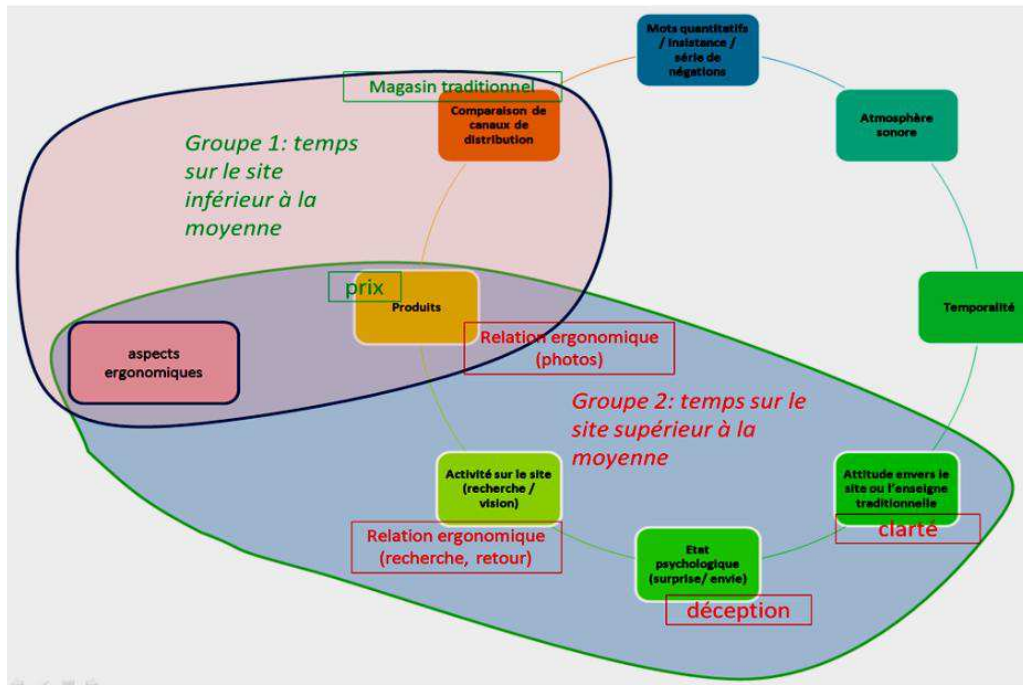 Mots quantitatifs
/ insistance /
série de
négations
Magasin traditionnel
Comparaison de
canaux de
distribution
Atmosphère
sonore
Groupe 1: temps
sur le site
inférieur à la
moyenne
prix
Produits
Temporalité
Relation ergonomique
(photos)
aspects
ergonomiques
Groupe 2: temps sur le
site supérieur à la
moyenne
Activité sur le site
(recherche /
vision)
Attitude envers le
site ou l'enseigne
traditionnelle
clarté
Relation ergonomique
(recherche, retour)
Etat
psychologique
(surprise/ envie)
déception